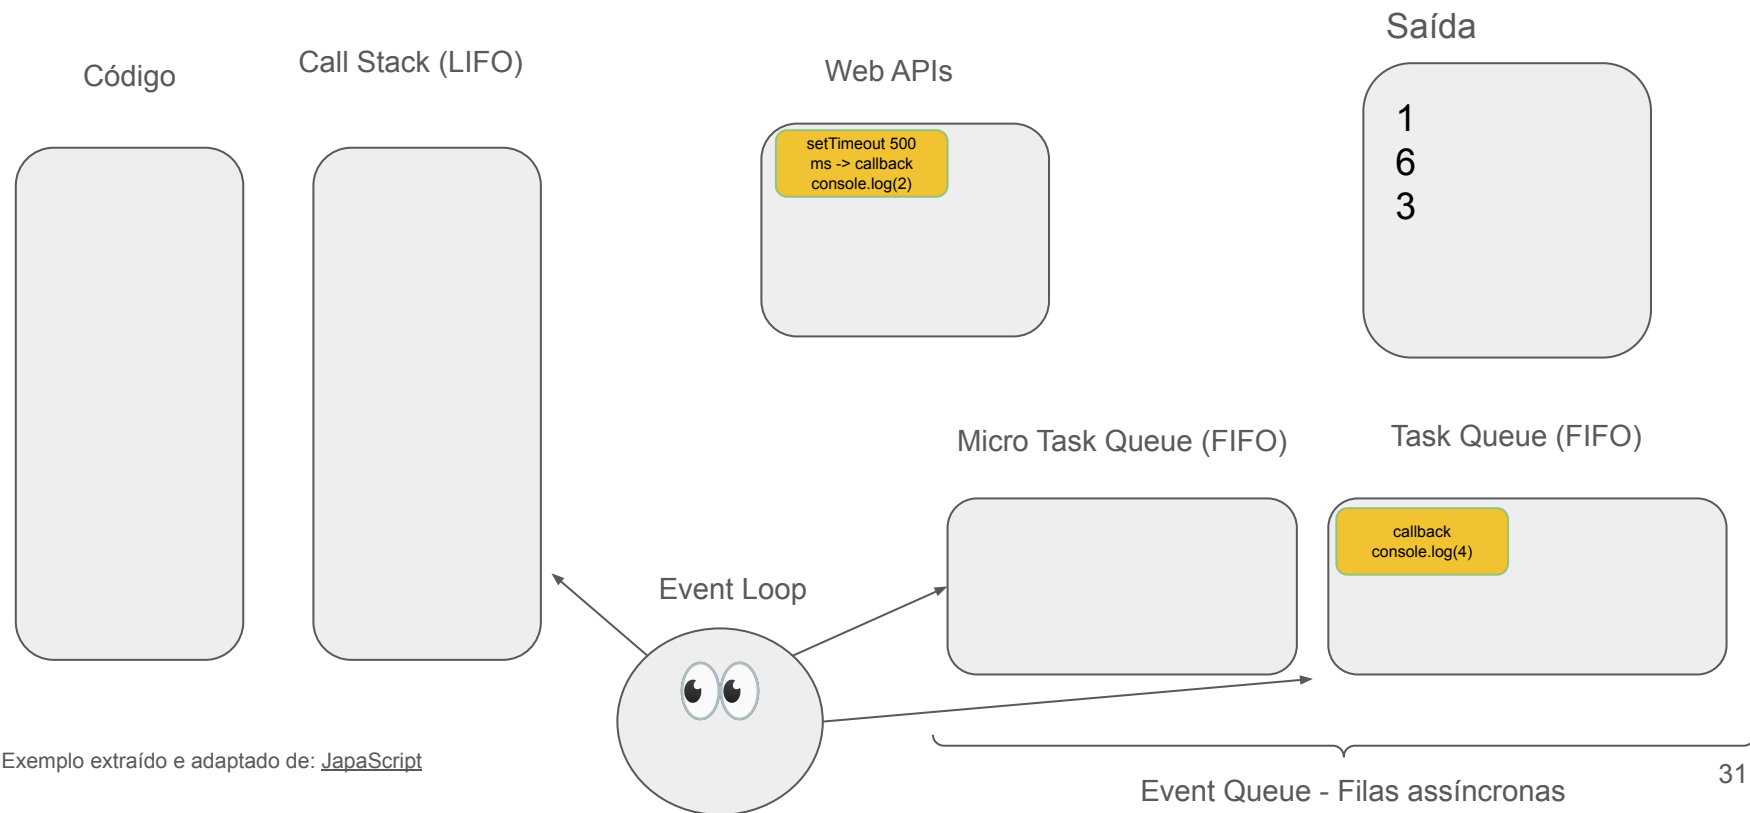 Código
Call Stack (LIFO)
Web APIs
setTimeout 500
ms -> callback
console.log(2)
Saída
1
6
3
Micro Task Queue (FIFO)
Task Queue (FIFO)
callback
console.log(4)
Event Loop
Exemplo extraído e adaptado de: JapaScript
Event Queue - Filas assíncronas
31